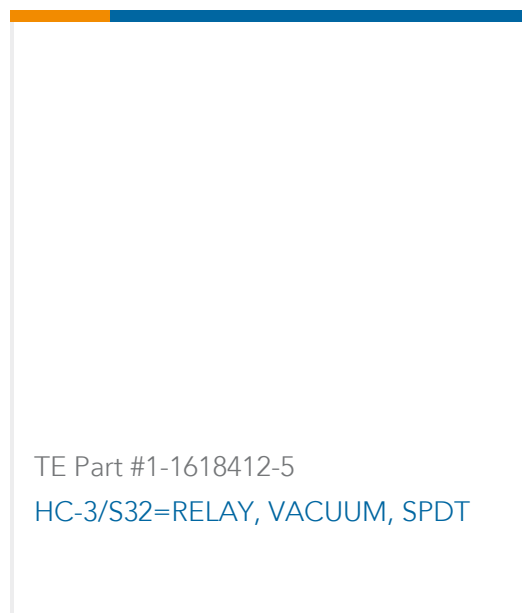 TE Part #1-1618412-5
HC-3/S32=RELAY, VACUUM, SPDT